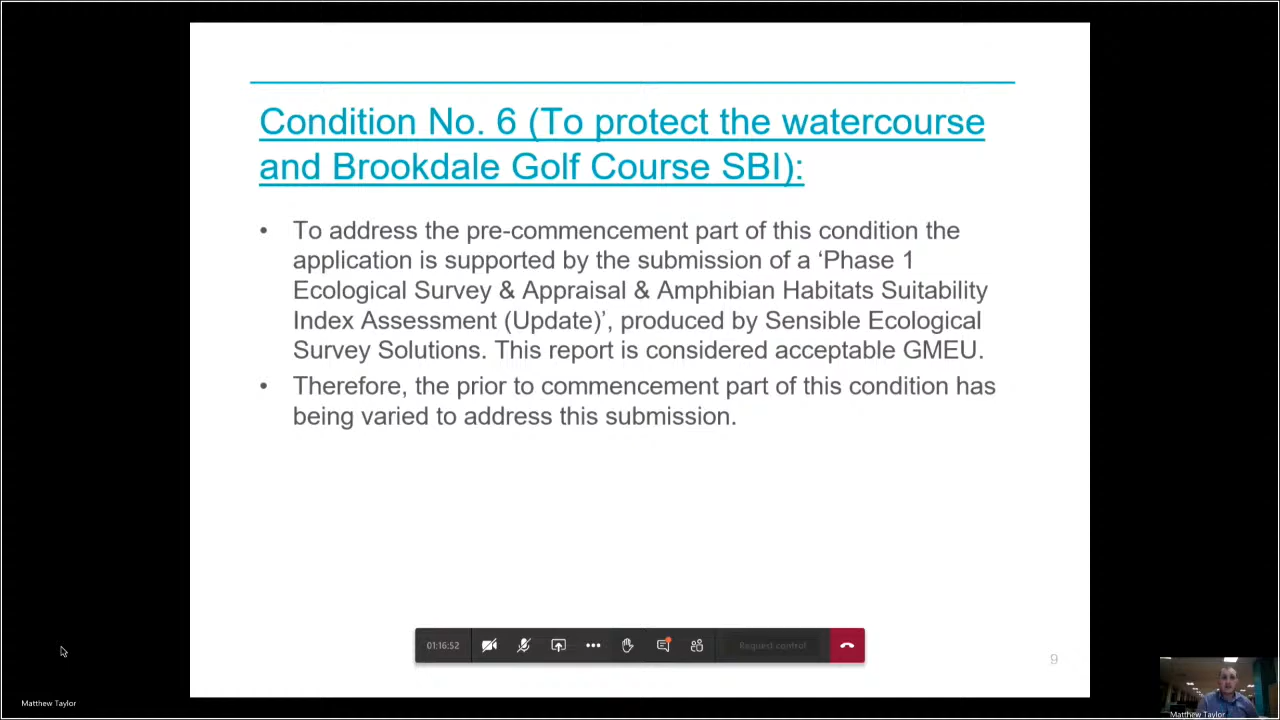 Condition No. 6 (To protect the watercourse
and Brookdale Golf Course SBI):
• To address the pre-commencement part of this condition the
application is supported by the submission of a ‘Phase 1
Ecological Survey & Appraisal & Amphibian Habitats Suitability
Index Assessment (Update)’, produced by Sensible Ecological
Survey Solutions. This report is considered acceptable GMEU.
• Therefore, the prior to commencement part of this condition has
being varied to address this submission.
01:16:52
Request control
9
Matthew Taylor
Matthew Taylor